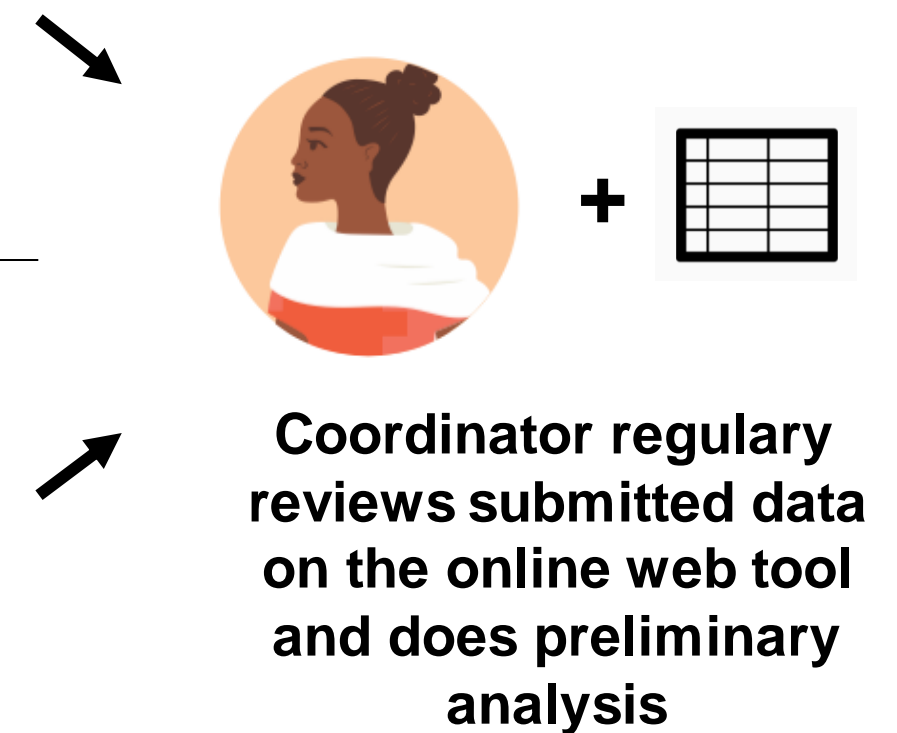 +
Coordinator regulary
reviews submitted data
on the online web tool
and does preliminary
analysis